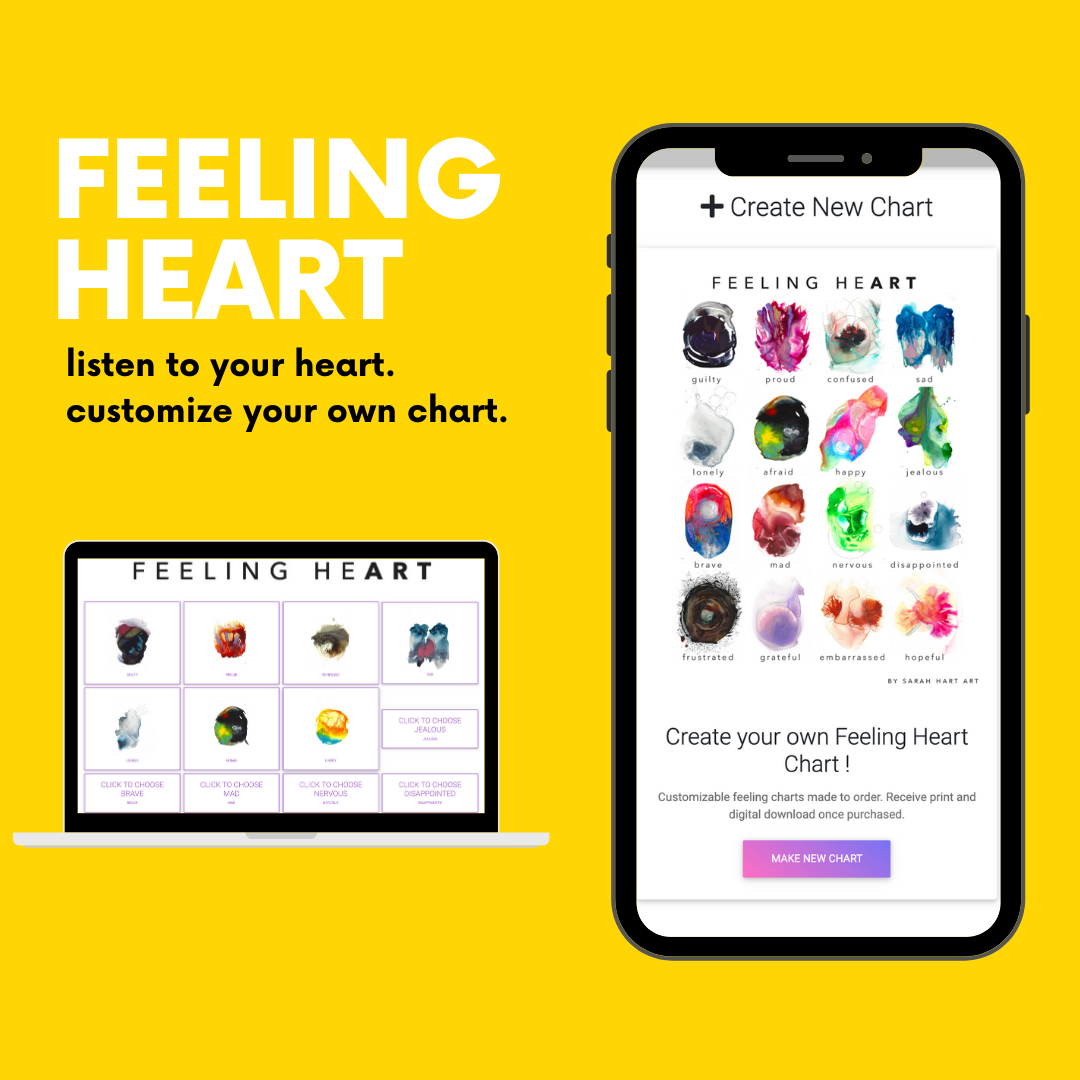 FEELING
HEART
listen to your heart.
customize your own chart.
FEELING HEART
GUILTY PROUD CONFUSED SAD
LONELY AFRAID HAPPY
CLICK TO CHOOSE
JEALOUS
JEALOUS
CLICK TO CHOOSE
BRAVE
BRAVE
CLICK TO CHOOSE
MAD
MAD
CLICK TO CHOOSE
NERVOUS
NERVOUS
CLICK TO CHOOSE
DISAPPOINTED
DISAPPOINTED
+ Create New Chart
FEELING HEART
guilty proud confused sad
lonely afraid happy jealous
brave mad nervous disappointed
frustrated grateful embarrassed hopeful
BY SARAH HART ART
Create your own Feeling Heart
Chart !
Customizable feeling charts made to order. Receive print and
digital download once purchased.
MAKE NEW CHART